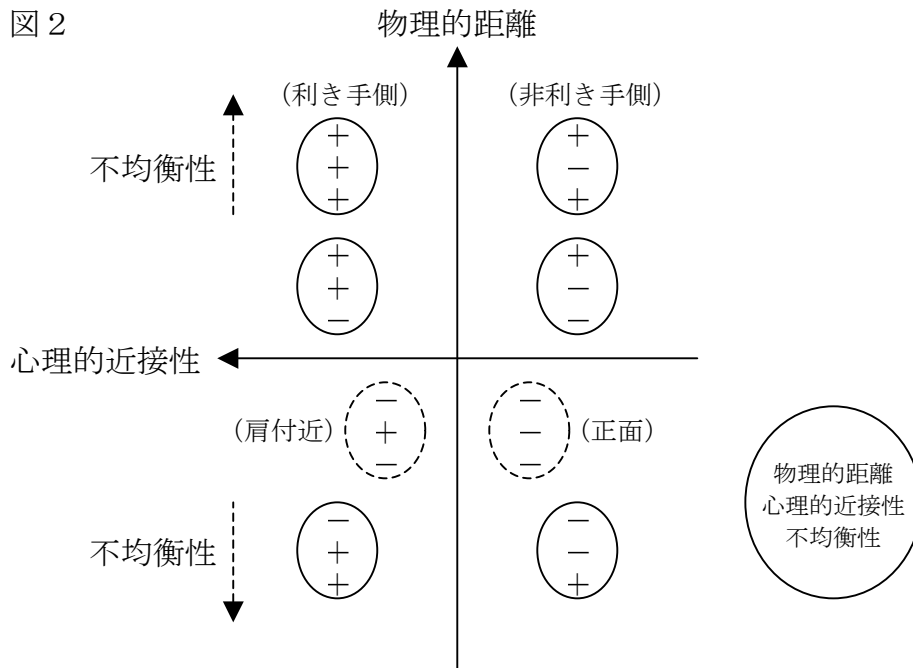 図２
物理的距離
（利き手側）
（非利き手側）
不均衡性
＋
＋
＋
＋
－
＋
＋
＋
－
＋
－
－
心理的近接性
（肩付近）
－
＋
－
－
－
－
（正面）
不均衡性
－
＋
＋
－
－
＋
物理的距離
心理的近接性
不均衡性